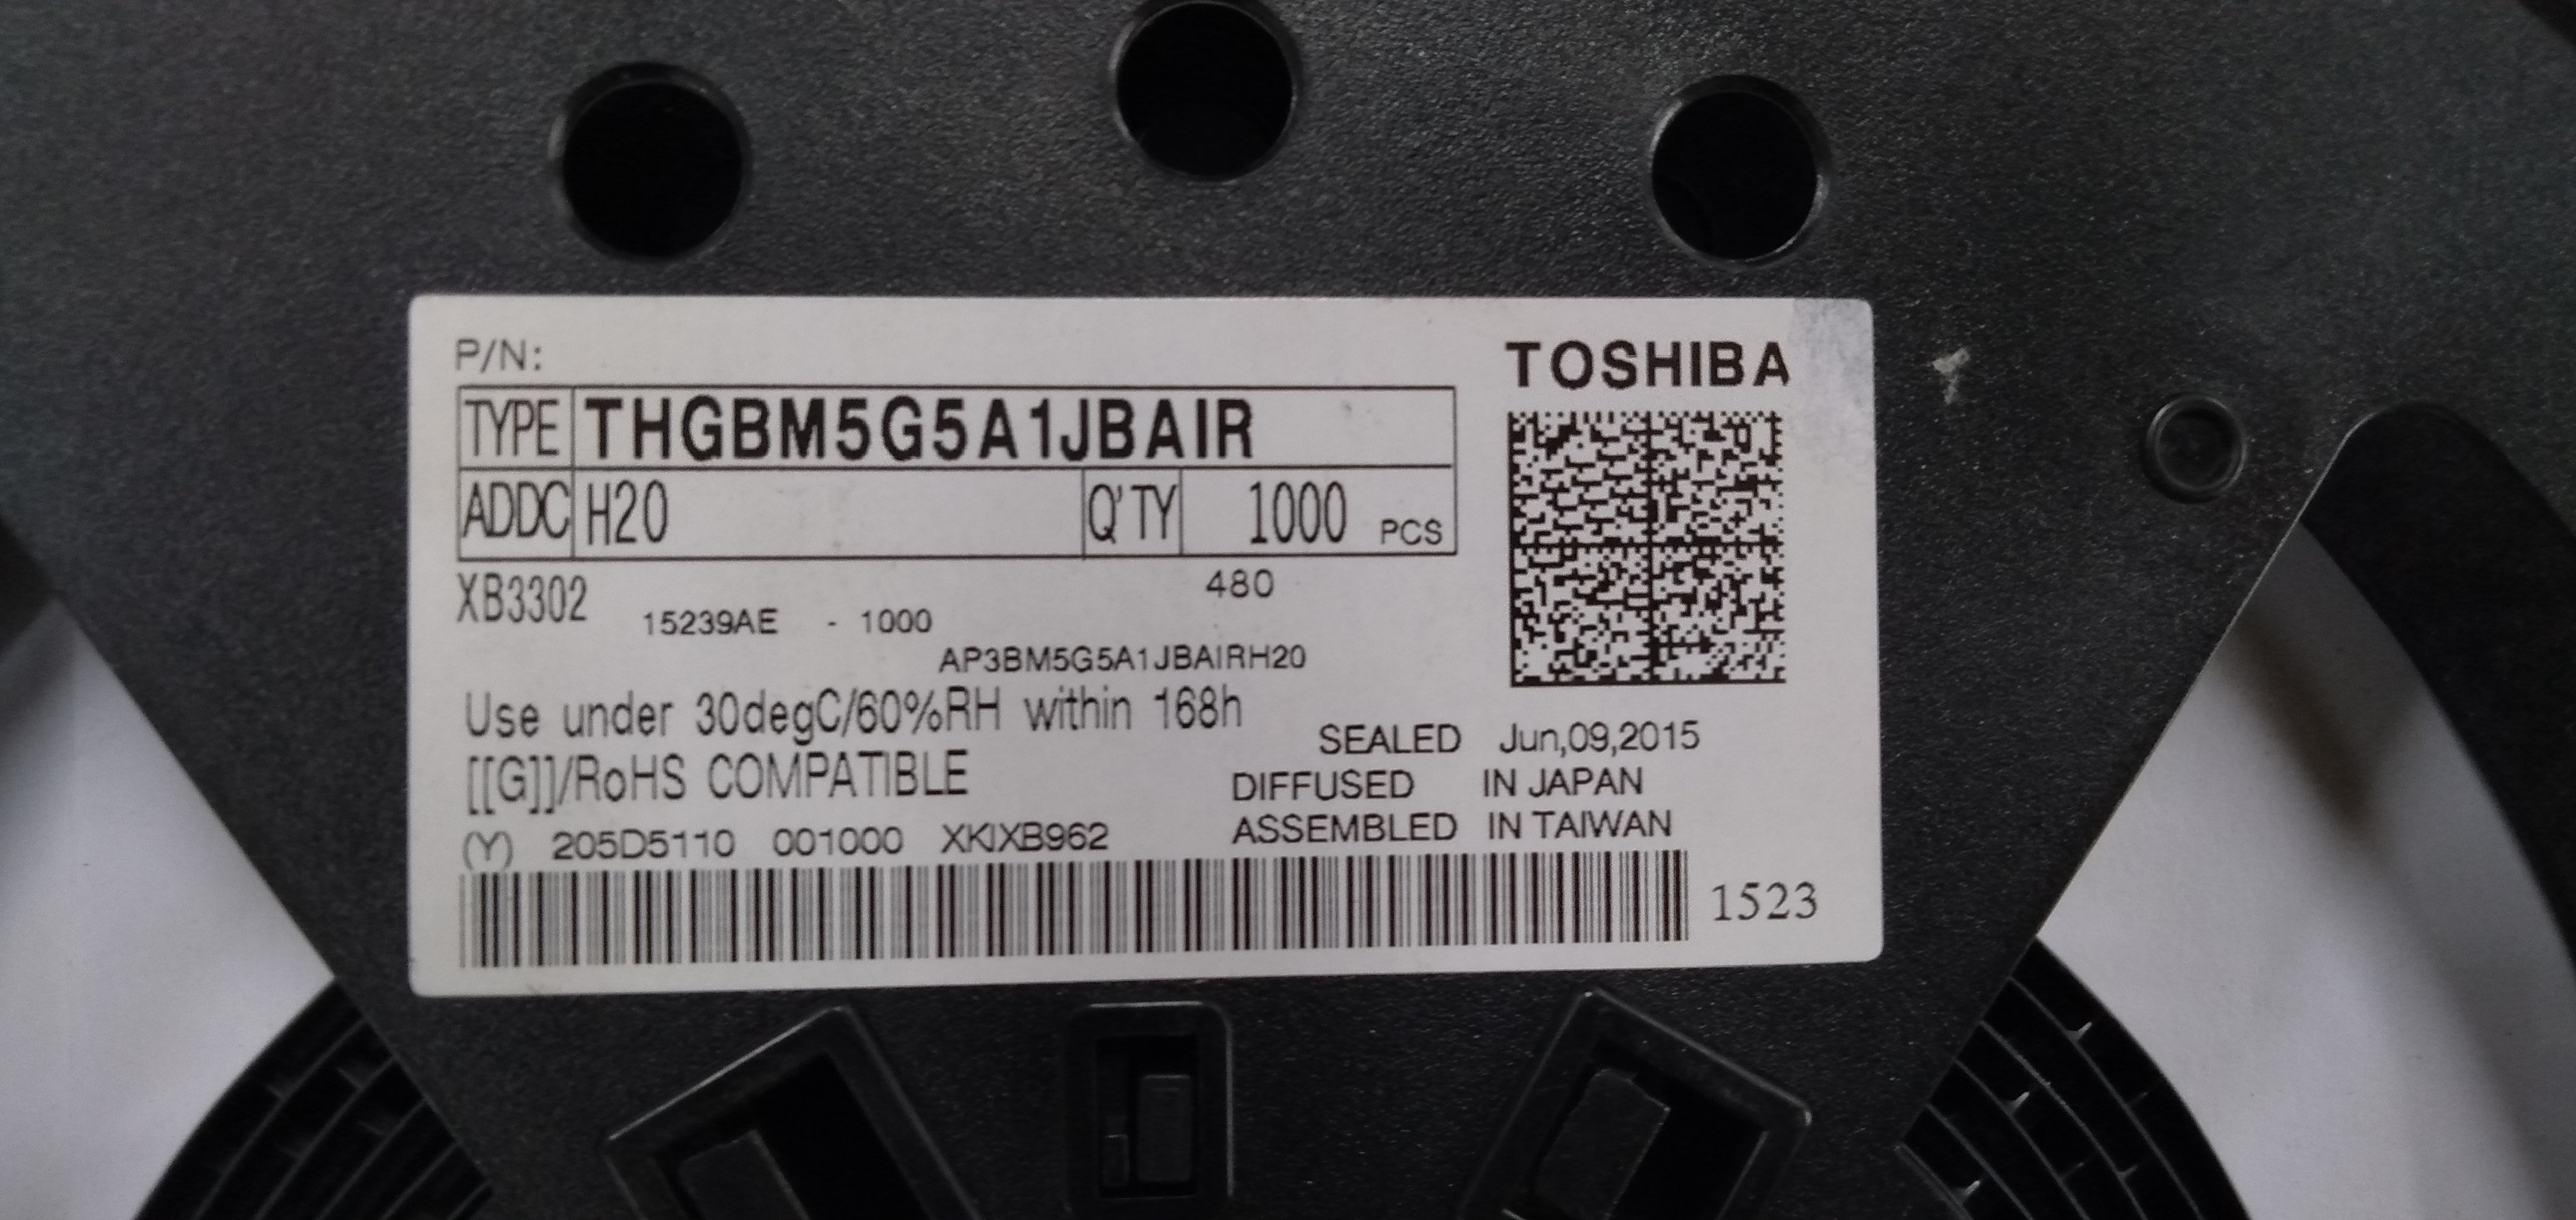 P/N:
TOSHIBA
TYPE THGBM5G5A1JBAIR
ADDC H20 Q'TY 1000 PCS
XB3302 480
15239AE - 1000
AP3BM5G5A1JBAIRH20
Use under 30degC/60%RH within 168h
SEALED Jun,09,2015
[[G]]/RoHS COMPATIBLE
DIFFUSED IN JAPAN
ASSEMBLED IN TAIWAN
(Y) 205D5110 001000 XKIXB962
1523